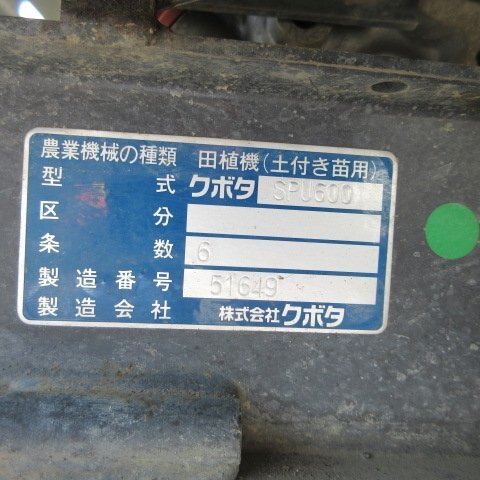 農業機械の種類 田植機(土付き苗用)
型式 クボタ SPU600
区分
条数 6
製造番号 51649
製造会社 株式会社クボタ